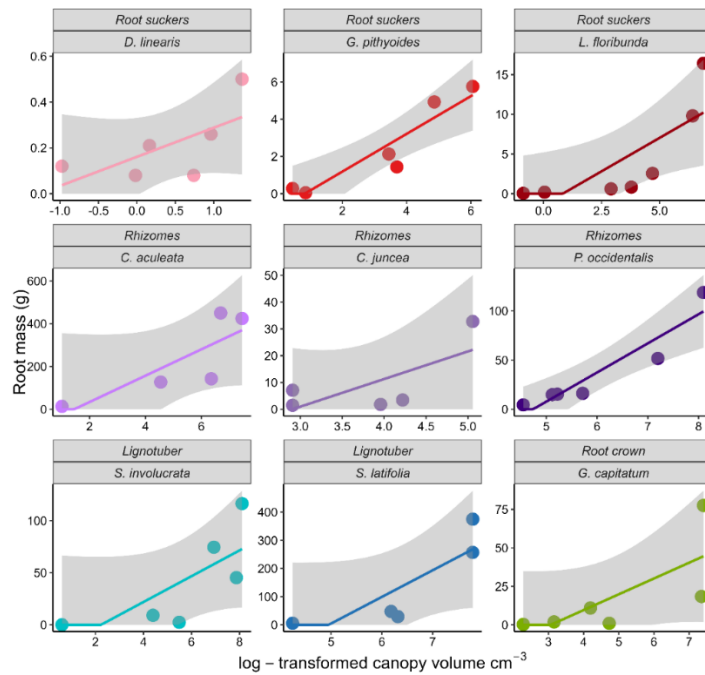 Root suckers Root suckers Root suckers
D. linearis G. pithyoides L. floribunda
0.6
0.4
0.2
0.0
-1.0 -0.5 0.0 0.5 1.0
6
4
2
0
2 4 6
15
10
5
0
0.0 2.5 5.0
Rhizomes Rhizomes Rhizomes
C. aculeata C. juncea P. occidentalis
Root mass (g)
600
400
200
0
2 4 6
50
40
30
20
10
0
3.0 3.5 4.0 4.5 5.0
100
50
0
5 6 7 8
Lignotuber Lignotuber Root crown
S. involucrata S. latifolia G. capitatum
100
50
0
2 4 6 8
400
300
200
100
0
5 6 7
75
50
25
0
3 4 5 6 7
log − transformed canopy volume cm⁻³